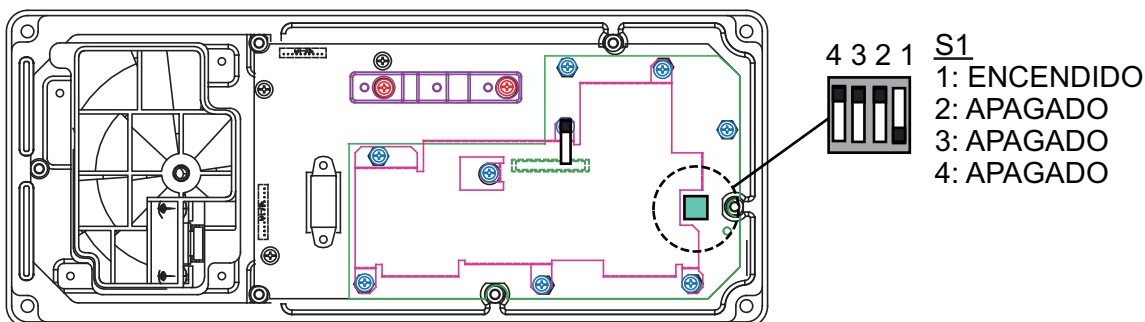 4 3 2 1
S1
1: ENCENDIDO
2: APAGADO
3: APAGADO
4: APAGADO